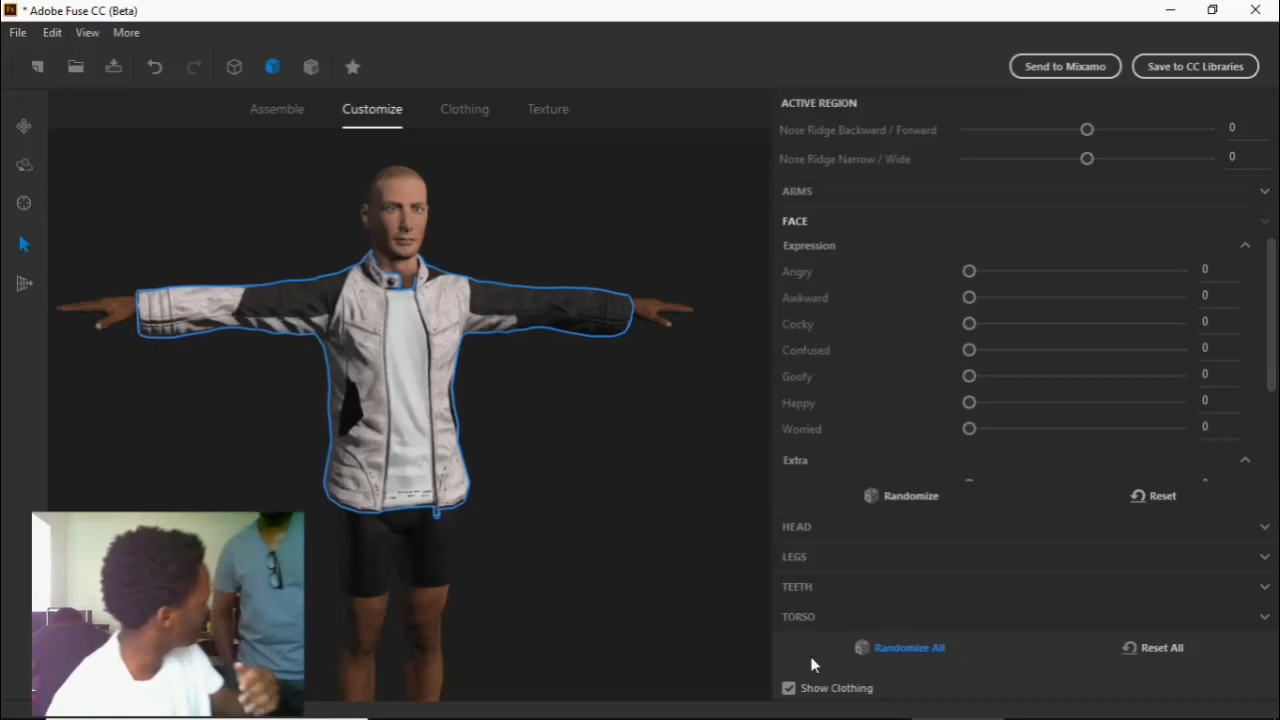 * Adobe Fuse CC (Beta)
File Edit View More
Send to Mixamo Save to CC Libraries
Assemble Customize Clothing Texture
ACTIVE REGION
Nose Ridge Backward / Forward 0
Nose Ridge Narrow / Wide 0
ARMS
FACE
Expression
Angry 0
Awkward 0
Cocky 0
Confused 0
Goofy 0
Happy 0
Worried 0
Extra
Randomize Reset
HEAD
LEGS
TEETH
TORSO
Randomize All Reset All
Show Clothing